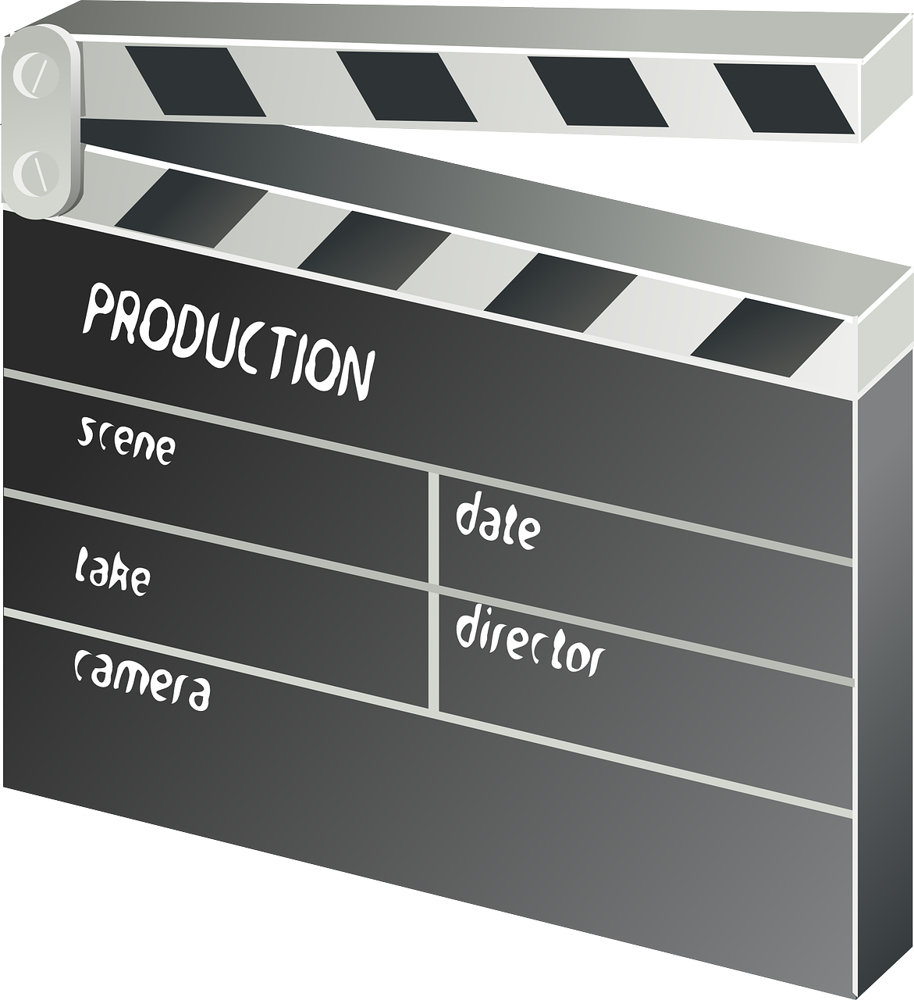 PRODUCTION
scene
date
take
director
camera